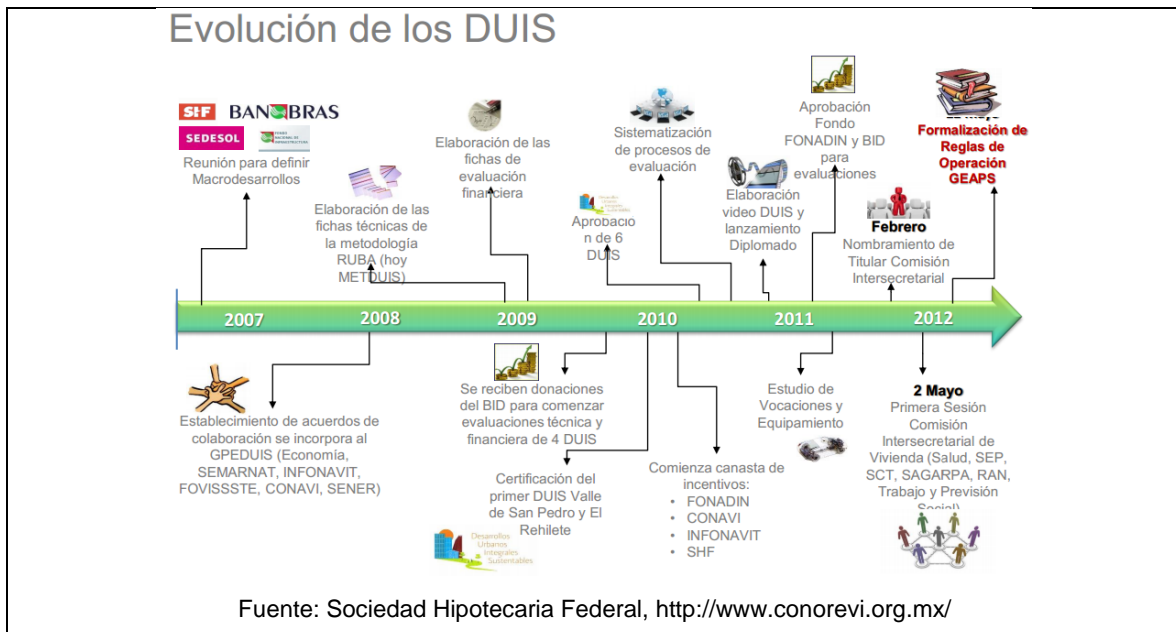 Evolución de los DUIS
SHF
BANOBRAS
SEDESOL
Reunión para definir
Macrodesarrollos
Elaboración de las
fichas técnicas de
la metodología
RUBA (hoy
METDUIS)
Elaboración de las
fichas de
evaluación
financiera
Aprobació
n de 6
DUIS
Sistematización
de procesos de
evaluación
Elaboración
video DUIS y
lanzamiento
Diplomado
Aprobación
Fondo
FONADIN y BID
para
evaluaciones
Febrero
Nombramiento de
Titular Comisión
Intersecretarial
Formalización de
Reglas de
Operación
GEAPS
2007
2008
2009
2010
2011
2012
Establecimiento de acuerdos de
colaboración se incorpora al
GPEDUIS (Economía,
SEMARNAT, INFONAVIT,
FOVISSSTE, CONAVI, SENER)
Se reciben donaciones
del BID para comenzar
evaluaciones técnica y
financiera de 4 DUIS
Certificación del
primer DUIS Valle
de San Pedro y El
Rehilete
Desarrollos
Urbanos
Integrales
Sustentables
Comienza canasta de
incentivos:
• FONADIN
• CONAVI
• INFONAVIT
• SHF
Estudio de
Vocaciones y
Equipamiento
2 Mayo
Primera Sesión
Comisión
Intersecretarial de
Vivienda (Salud, SEP,
SCT, SAGARPA, RAN,
Trabajo y Previsión
Social)
Fuente: Sociedad Hipotecaria Federal, http://www.conorevi.org.mx/